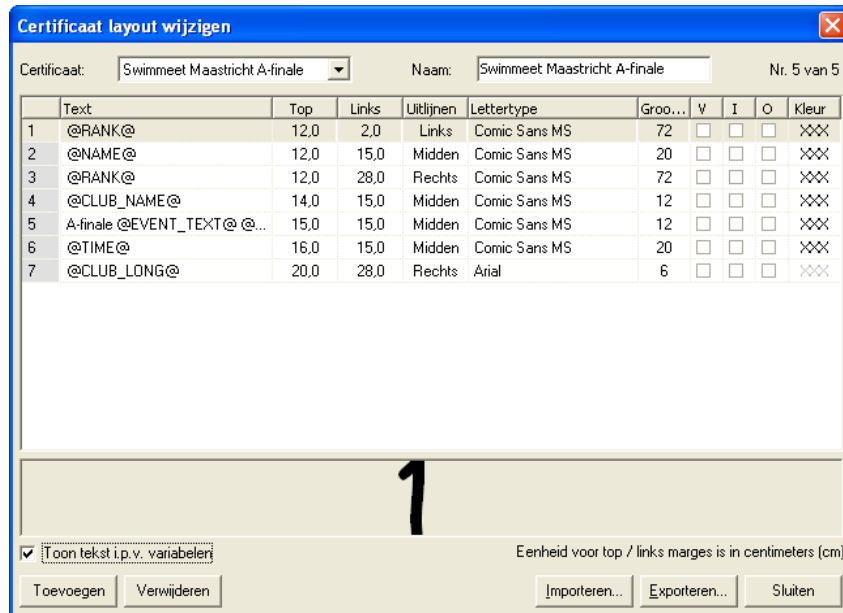 Certificaat layout wijzigen
Certificaat: Swimmeet Maastricht A-finale Naam: Swimmeet Maastricht A-finale Nr. 5 van 5
Text Top Links Uitlijnen Lettertype Groo... V I O Kleur
1 @RANK@ 12,0 2,0 Links Comic Sans MS 72 XXX
2 @NAME@ 12,0 15,0 Midden Comic Sans MS 20 XXX
3 @RANK@ 12,0 28,0 Rechts Comic Sans MS 72 XXX
4 @CLUB_NAME@ 14,0 15,0 Midden Comic Sans MS 12 XXX
5 A-finale @EVENT_TEXT@ @... 15,0 15,0 Midden Comic Sans MS 12 XXX
6 @TIME@ 16,0 15,0 Midden Comic Sans MS 20 XXX
7 @CLUB_LONG@ 20,0 28,0 Rechts Arial 6 XXX
1
Toon tekst i.p.v. variabelen Eenheid voor top / links marges is in centimeters (cm)
Toevoegen Verwijderen Importeren... Exporteren... Sluiten